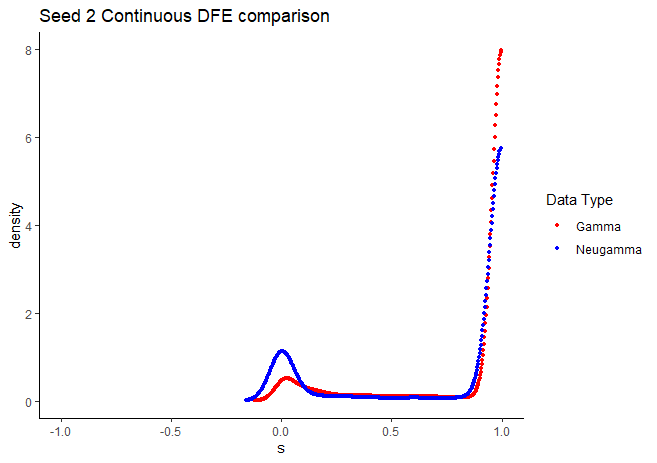 Seed 2 Continuous DFE comparison
8
6
4
2
0
density
-1.0 -0.5 0.0 0.5 1.0
s
Data Type
Gamma
Neugamma